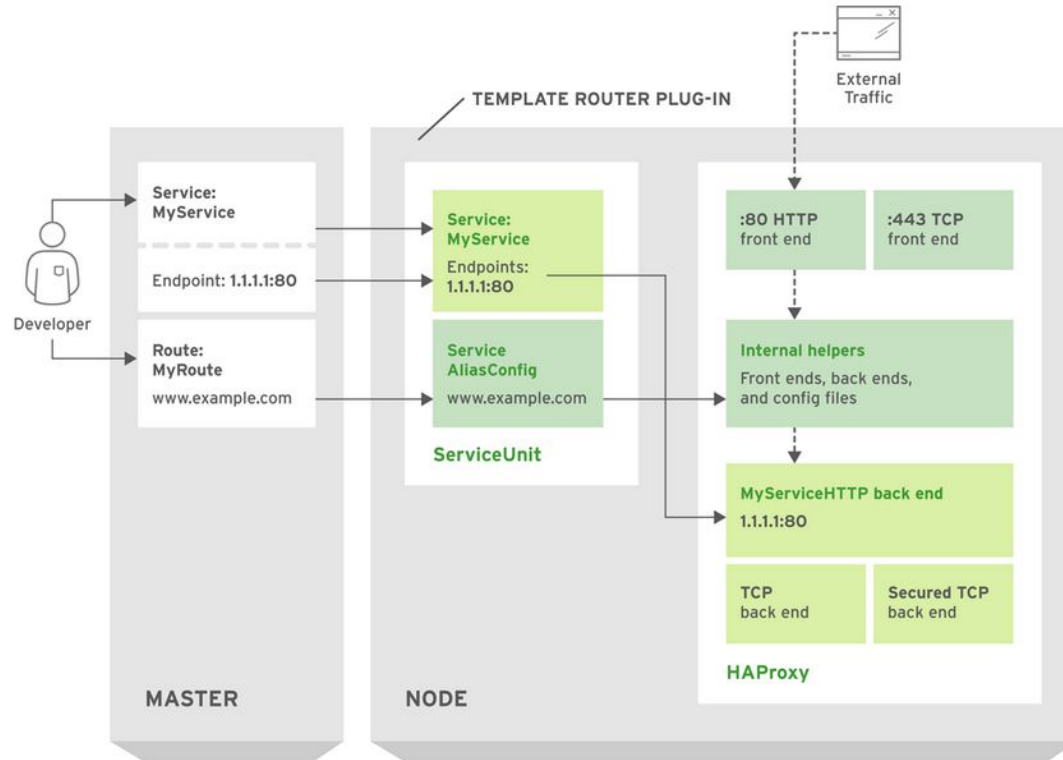 External
Traffic
TEMPLATE ROUTER PLUG-IN
Developer
Service:
MyService
Endpoint: 1.1.1.1:80
Route:
MyRoute
www.example.com
MASTER
Service:
MyService
Endpoints:
1.1.1.1:80
Service
AliasConfig
www.example.com
ServiceUnit
NODE
:80 HTTP
front end
:443 TCP
front end
Internal helpers
Front ends, back ends,
and config files
MyServiceHTTP back end
1.1.1.1:80
TCP
back end
Secured TCP
back end
HAProxy